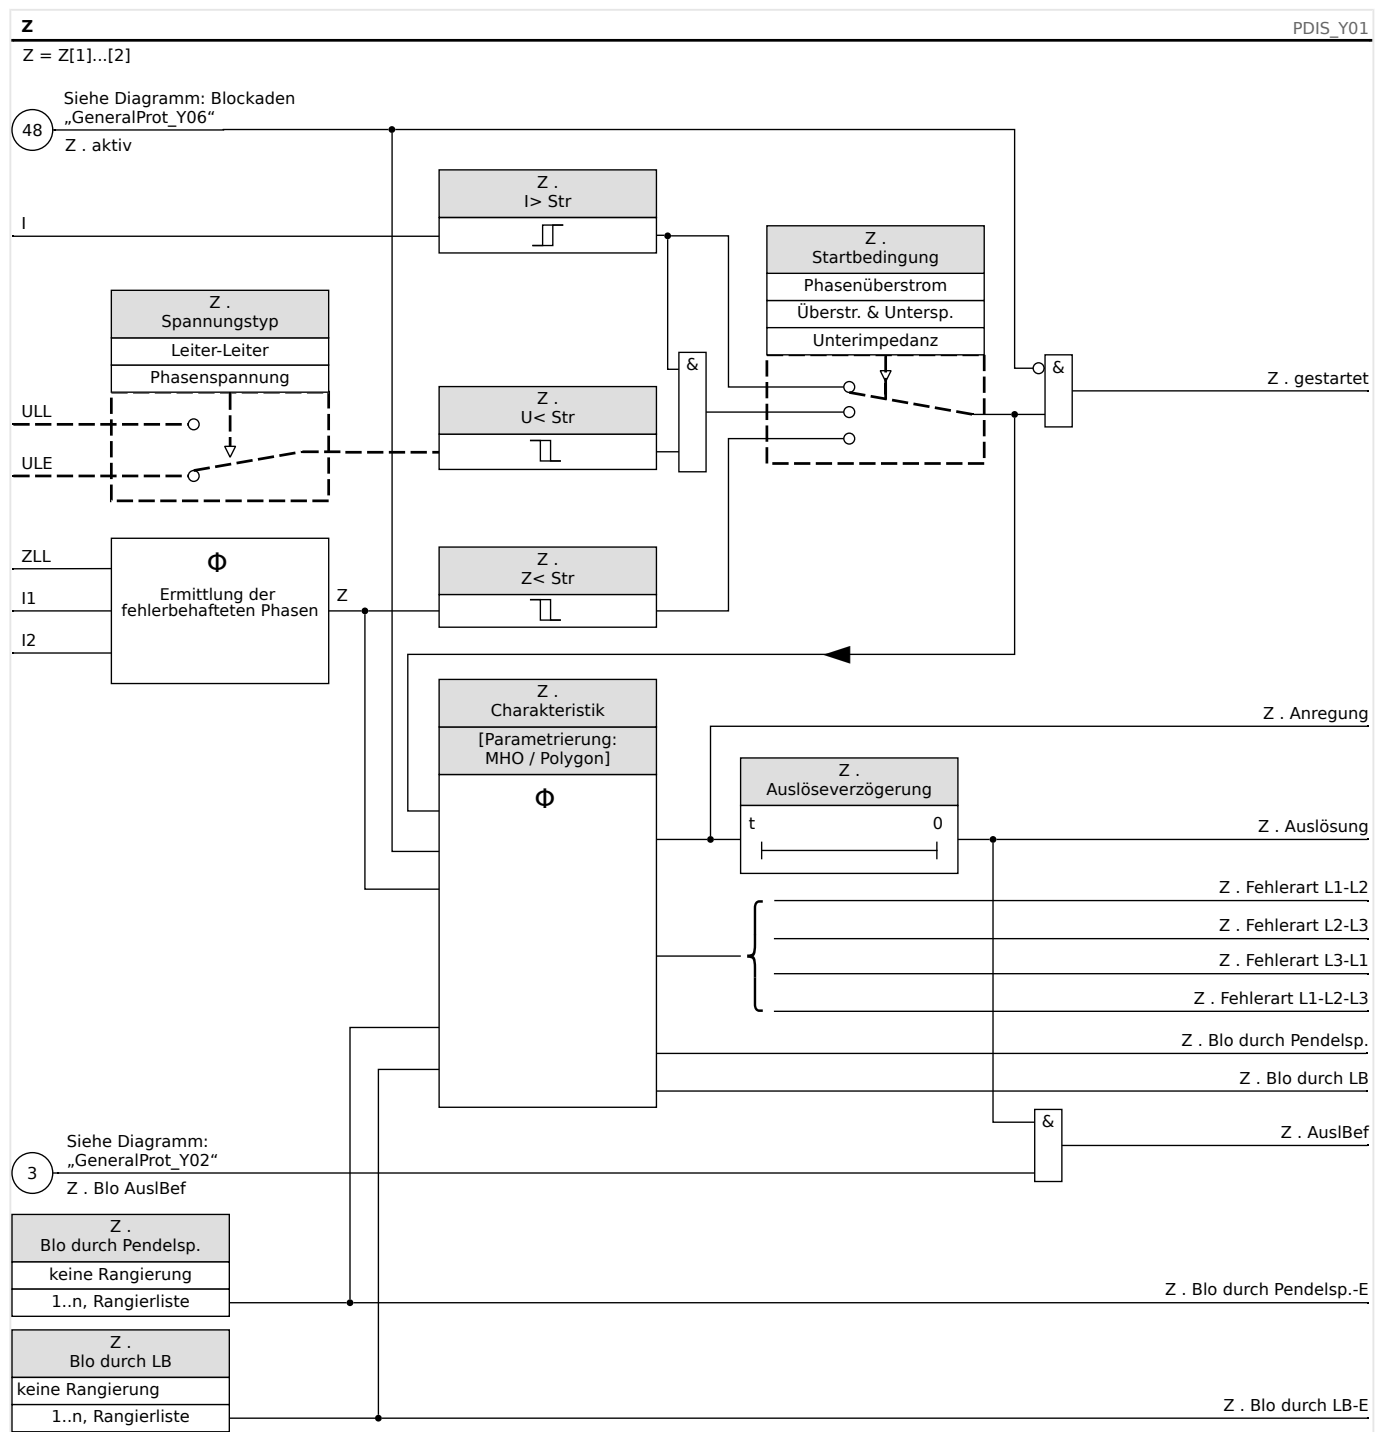 Z
PDIS_Y01
Z = Z[1]...[2]
Siehe Diagramm: Blockaden
„GeneralProt_Y06“
48
Z . aktiv
Z .
I> Str
I
Z .
Startbedingung
Phasenüberstrom
Überstr. & Untersp.
Unterimpedanz
Z .
Spannungstyp
Leiter-Leiter
Phasenspannung
&
&
Z . gestartet
ULL
Z .
U< Str
ULE
ZLL
Φ
Ermittlung der
fehlerbehafteten Phasen
I1
Z
Z .
Z< Str
I2
Z .
Charakteristik
[Parametrierung:
MHO / Polygon]
Φ
Z . Anregung
Z .
Auslöseverzögerung
t
0
Z . Auslösung
Z . Fehlerart L1-L2
Z . Fehlerart L2-L3
Z . Fehlerart L3-L1
Z . Fehlerart L1-L2-L3
Z . Blo durch Pendelsp.
Z . Blo durch LB
&
Z . AuslBef
Siehe Diagramm:
„GeneralProt_Y02“
3
Z . Blo AuslBef
Z .
Blo durch Pendelsp.
keine Rangierung
1..n, Rangierliste
Z . Blo durch Pendelsp.-E
Z .
Blo durch LB
keine Rangierung
1..n, Rangierliste
Z . Blo durch LB-E